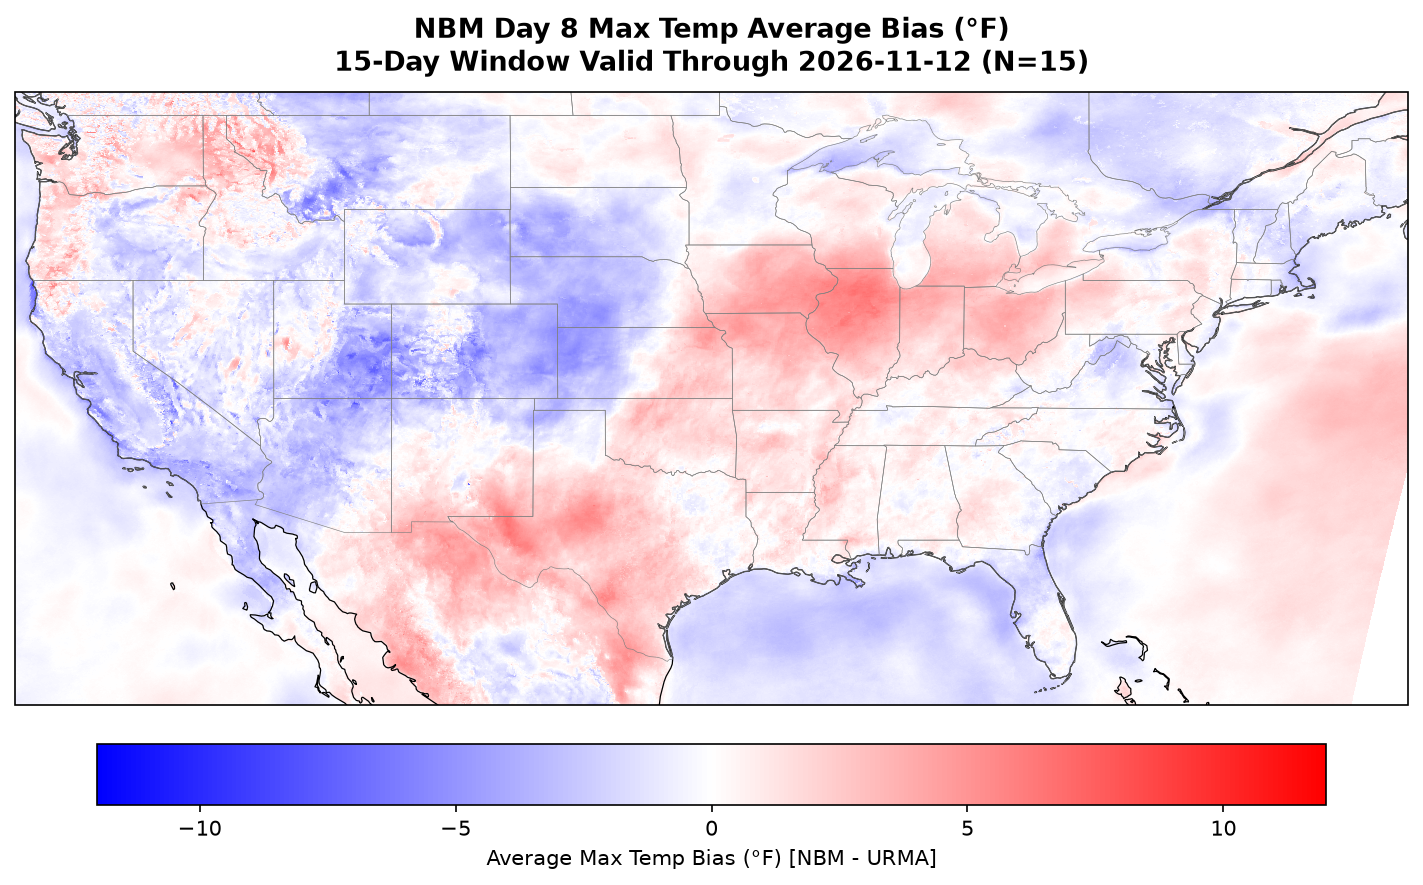 NBM Day 8 Max Temp Average Bias (°F)
15-Day Window Valid Through 2026-11-12 (N=15)
−10 −5 0 5 10
Average Max Temp Bias (°F) [NBM - URMA]